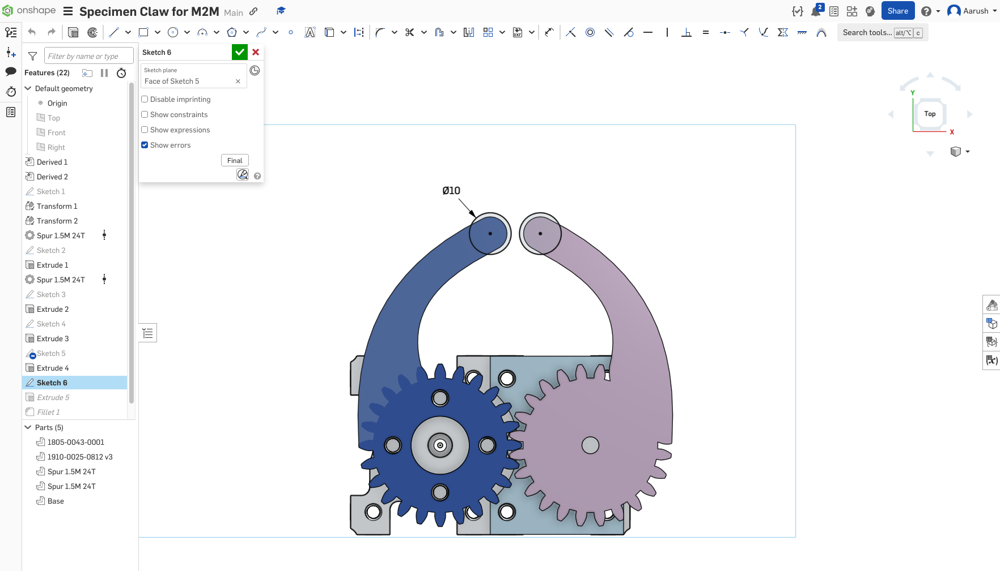 onshape Specimen Claw for M2M Main 2 Share Aarush
Search tools... alt/⌥ c
Filter by name or type
Features (22)
Default geometry
Origin
Top
Front
Right
Derived 1
Derived 2
Sketch 1
Transform 1
Transform 2
Spur 1.5M 24T
Sketch 2
Extrude 1
Spur 1.5M 24T
Sketch 3
Extrude 2
Sketch 4
Extrude 3
Sketch 5
Extrude 4
Sketch 6
Extrude 5
Fillet 1
Parts (5)
1805-0043-0001
1910-0025-0812 v3
Spur 1.5M 24T
Spur 1.5M 24T
Base
Sketch 6
Sketch plane
Face of Sketch 5
Disable imprinting
Show constraints
Show expressions
Show errors
Final
Ø10
Y
Top
X
(x)